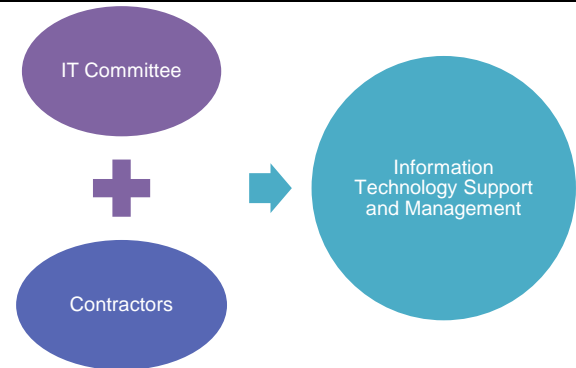 IT Committee
Contractors
Information
Technology Support
and Management